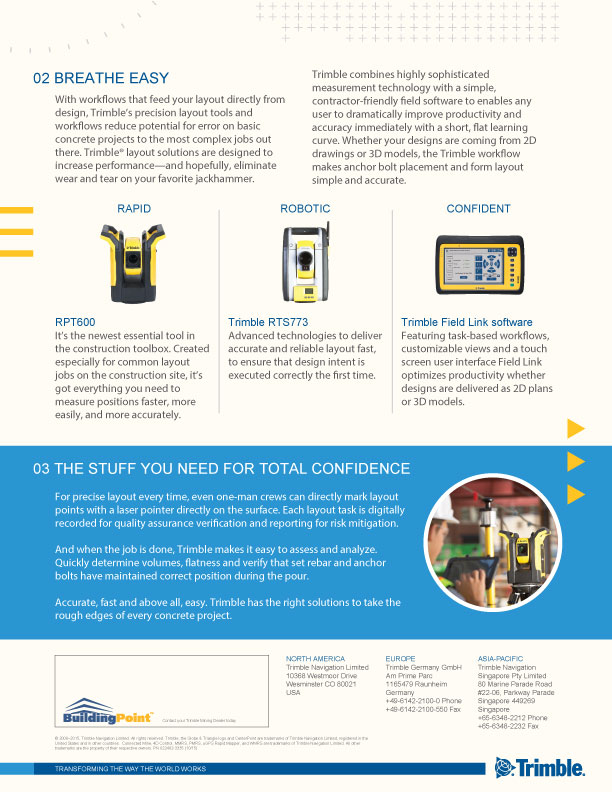 02 BREATHE EASY
With workflows that feed your layout directly from
design, Trimble's precision layout tools and
workflows reduce potential for error on basic
concrete projects to the most complex jobs out
there. Trimble® layout solutions are designed to
increase performance—and hopefully, eliminate
wear and tear on your favorite jackhammer.
Trimble combines highly sophisticated
measurement technology with a simple,
contractor-friendly field software to enables any
user to dramatically improve productivity and
accuracy immediately with a short, flat learning
curve. Whether your designs are coming from 2D
drawings or 3D models, the Trimble workflow
makes anchor bolt placement and form layout
simple and accurate.
RAPID
Trimble
RPT600
It's the newest essential tool in
the construction toolbox. Created
especially for common layout
jobs on the construction site, it's
got everything you need to
measure positions faster, more
easily, and more accurately.
ROBOTIC
Trimble RTS773
Advanced technologies to deliver
accurate and reliable layout fast,
to ensure that design intent is
executed correctly the first time.
CONFIDENT
Trimble Field Link software
Featuring task-based workflows,
customizable views and a touch
screen user interface Field Link
optimizes productivity whether
designs are delivered as 2D plans
or 3D models.
03 THE STUFF YOU NEED FOR TOTAL CONFIDENCE
For precise layout every time, even one-man crews can directly mark layout
points with a laser pointer directly on the surface. Each layout task is digitally
recorded for quality assurance verification and reporting for risk mitigation.
And when the job is done, Trimble makes it easy to assess and analyze.
Quickly determine volumes, flatness and verify that set rebar and anchor
bolts have maintained correct position during the pour.
Accurate, fast and above all, easy. Trimble has the right solutions to take the
rough edges of every concrete project.
BuildingPoint™
Contact your Trimble Mixing Dealer today
NORTH AMERICA
Trimble Navigation Limited
10368 Westmoor Drive
Wesminster CO 80021
USA
EUROPE
Trimble Germany GmbH
Am Prime Parc
1165479 Raunheim
Germany
+49-6142-2100-0 Phone
+49-6142-2100-550 Fax
ASIA-PACIFIC
Trimble Navigation
Singapore Pty Limited
80 Marine Parade Road
#22-06, Parkway Parade
Singapore 449269
Singapore
+65-6348-2212 Phone
+65-6348-2232 Fax
TRANSFORMING THE WAY THE WORLD WORKS
Trimble.